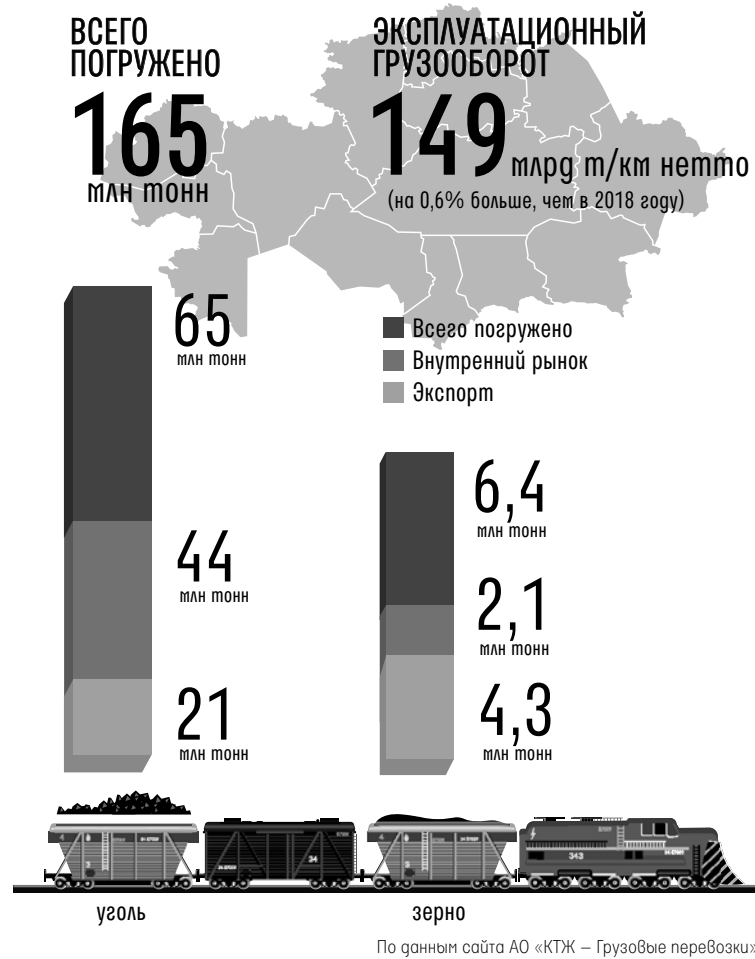 ВСЕГО
ПОГРУЖЕНО
165
млн тонн
ЭКСПЛУАТАЦИОННЫЙ
ГРУЗООБОРОТ
149 млрд т/км нетто
(на 0,6% больше, чем в 2018 году)
Всего погружено
Внутренний рынок
Экспорт
65
млн тонн
44
млн тонн
21
млн тонн
6,4
млн тонн
2,1
млн тонн
4,3
млн тонн
34
343
уголь
зерно
По данным сайта АО «КТЖ – Грузовые перевозки»